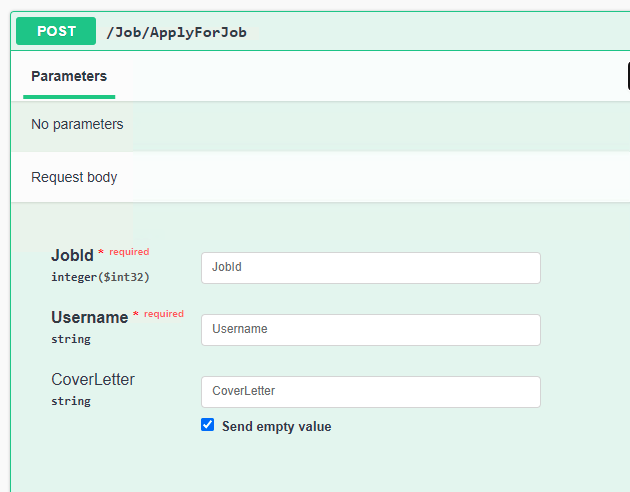 POST /Job/ApplyForJob
Parameters
No parameters
Request body
JobId * required
integer($int32)
JobId
Username * required
string
Username
CoverLetter
string
CoverLetter
Send empty value